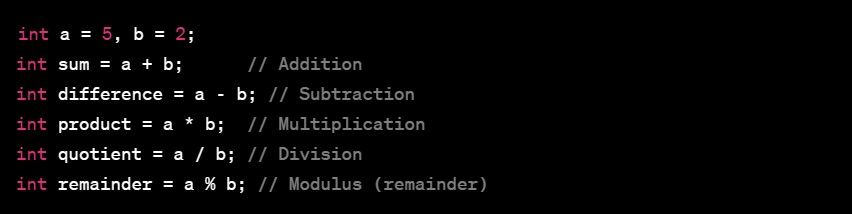 int a = 5, b = 2;
int sum = a + b;      // Addition
int difference = a - b; // Subtraction
int product = a * b;  // Multiplication
int quotient = a / b; // Division
int remainder = a % b; // Modulus (remainder)